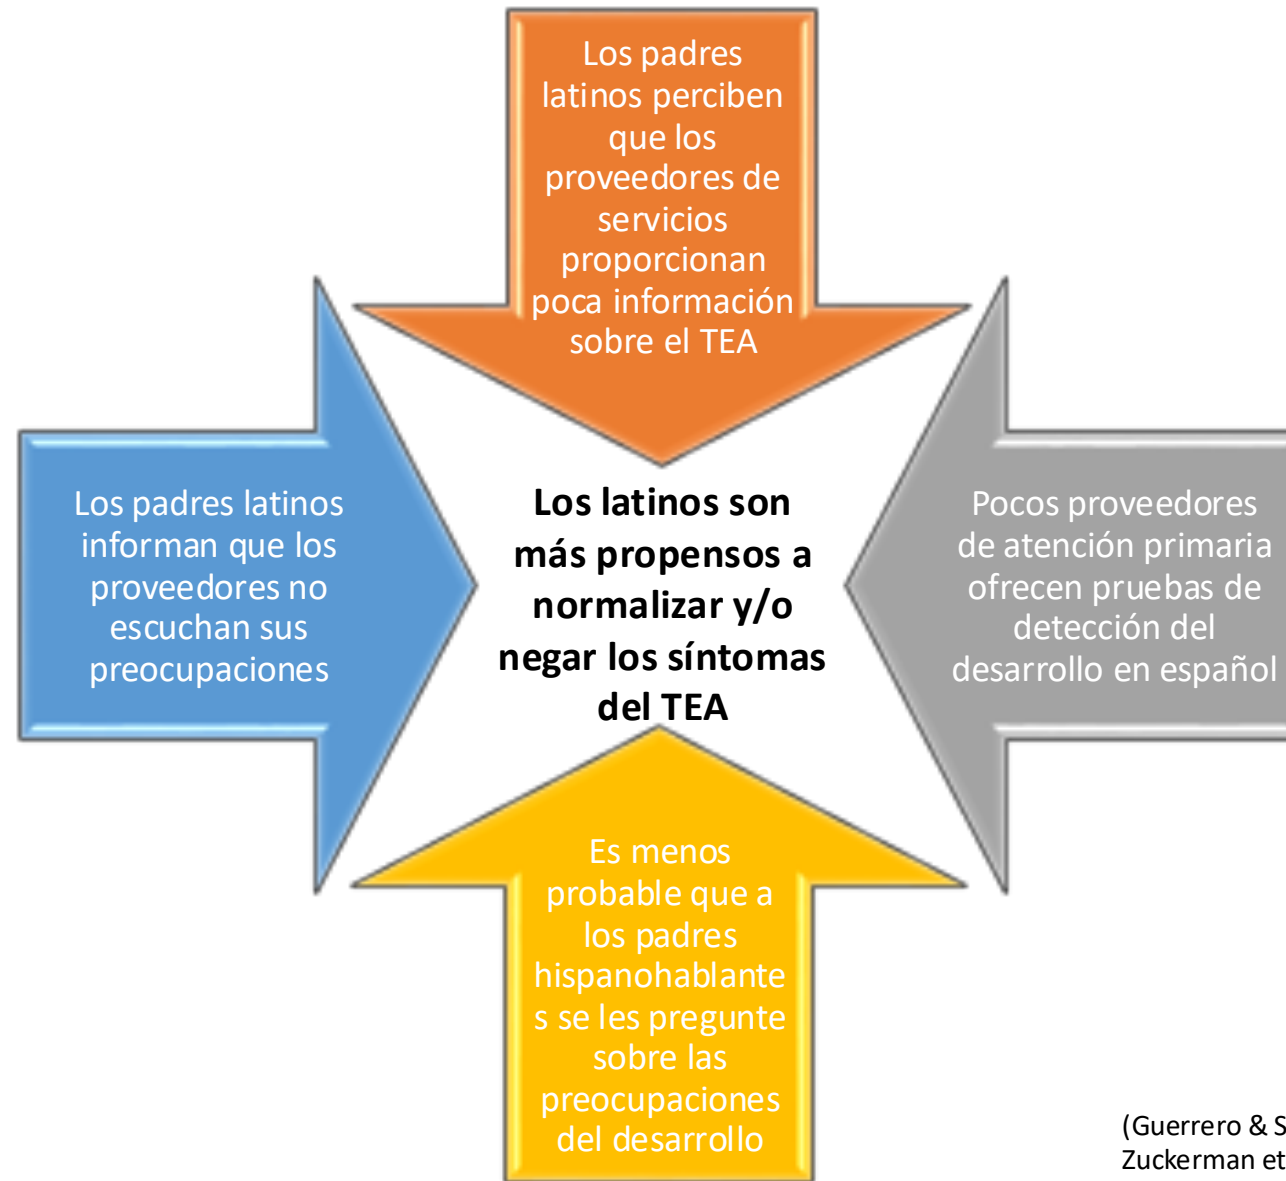 Los padres
latinos perciben
que los
proveedores de
servicios
proporcionan
poca información
sobre el TEA
Los padres latinos
informan que los
proveedores no
escuchan sus
preocupaciones
Los latinos son
más propensos a
normalizar y/o
negar los síntomas
del TEA
Pocos proveedores
de atención primaria
ofrecen pruebas de
detección del
desarrollo en español
Es menos
probable que a
los padres
hispanohablante
s se les pregunte
sobre las
preocupaciones
del desarrollo
(Guerrero & S
Zuckerman et